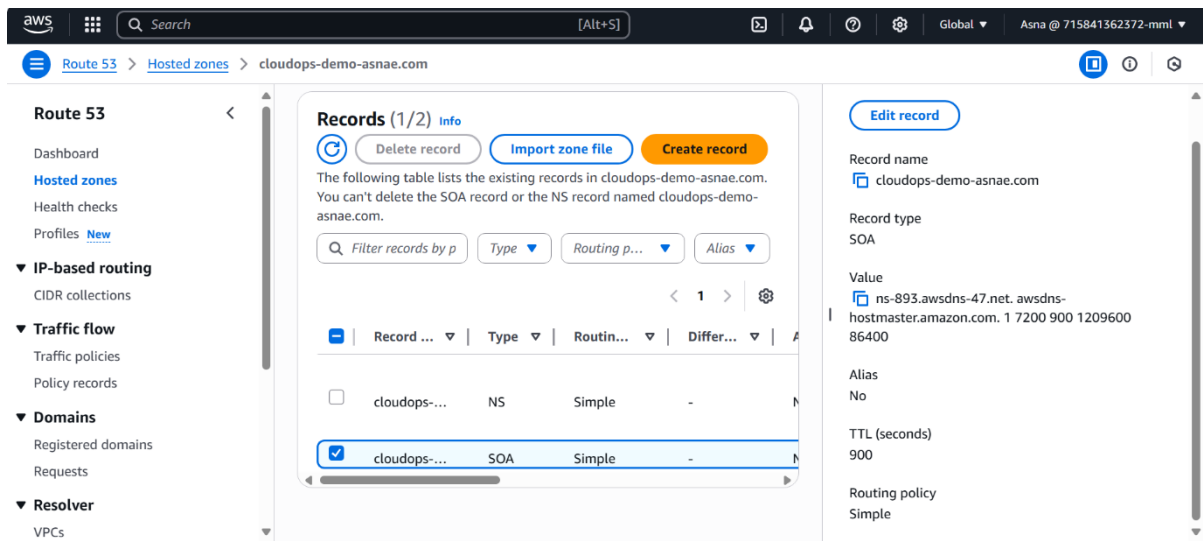 aws
Search
[Alt+S]
Global
Asna @ 715841362372-mml
Route 53 > Hosted zones > cloudops-demo-asnae.com
Route 53
Dashboard
Hosted zones
Health checks
Profiles New
IP-based routing
CIDR collections
Traffic flow
Traffic policies
Policy records
Domains
Registered domains
Requests
Resolver
VPCs
Records (1/2) Info
Delete record
Import zone file
Create record
The following table lists the existing records in cloudops-demo-asnae.com.
You can't delete the SOA record or the NS record named cloudops-demo-
asnae.com.
Filter records by p
Type
Routing p...
Alias
< 1 >
Record ... Type Routin... Differ... A
cloudops-... NS Simple - N
cloudops-... SOA Simple - N
Edit record
Record name
cloudops-demo-asnae.com
Record type
SOA
Value
ns-893.awsdns-47.net. awsdns-
hostmaster.amazon.com. 1 7200 900 1209600
86400
Alias
No
TTL (seconds)
900
Routing policy
Simple